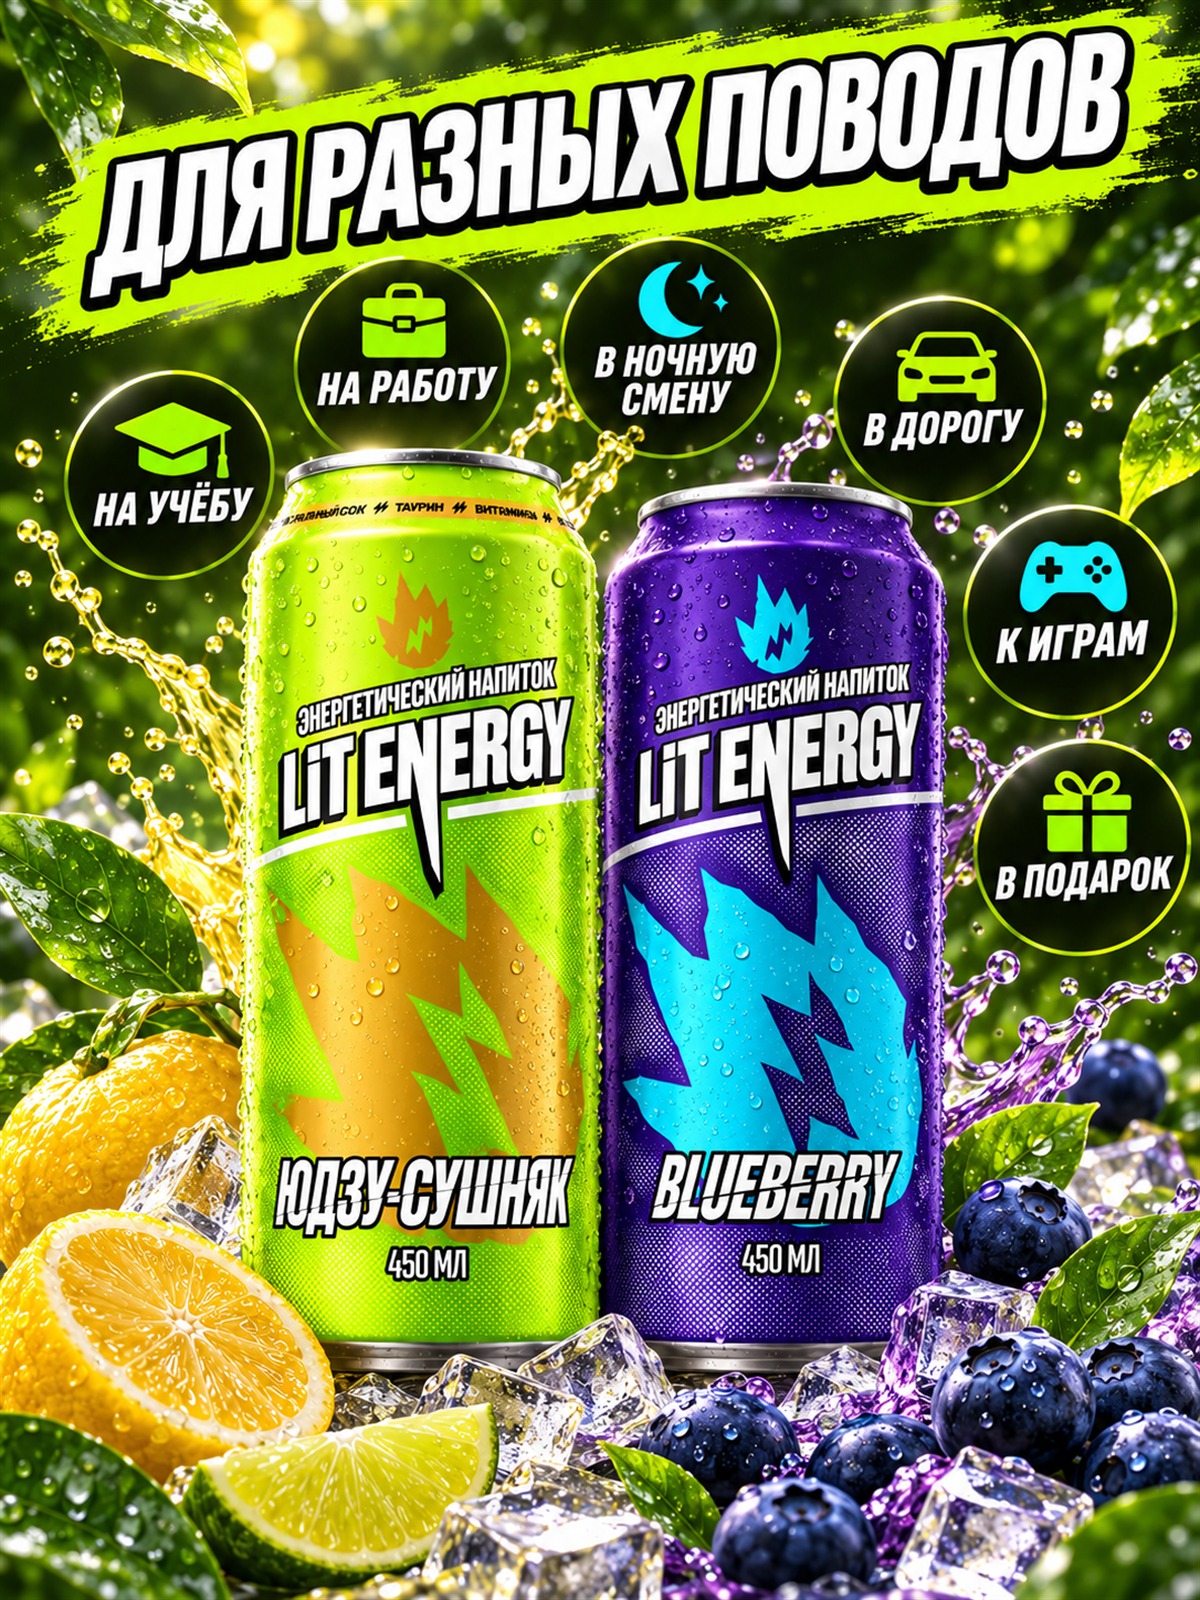 ДЛЯ РАЗНЫХ ПОВОДОВ
НА УЧЁБУ
НА РАБОТУ
В НОЧНУЮ
СМЕНУ
В ДОРОГУ
К ИГРАМ
В ПОДАРОК
ТАУРИН
ВИТАМИНЫ
ЭНЕРГЕТИЧЕСКИЙ НАПИТОК
LIT ENERGY
ЮДЗУ-СУШНЯК
450 МЛ
ЭНЕРГЕТИЧЕСКИЙ НАПИТОК
LIT ENERGY
BLUEBERRY
450 МЛ